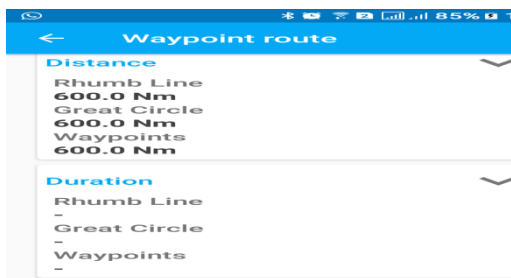 2 85%
Waypoint route
Distance
Rhumb Line
600.0 Nm
Great Circle
600.0 Nm
Waypoints
600.0 Nm
Duration
Rhumb Line
-
Great Circle
-
Waypoints
-